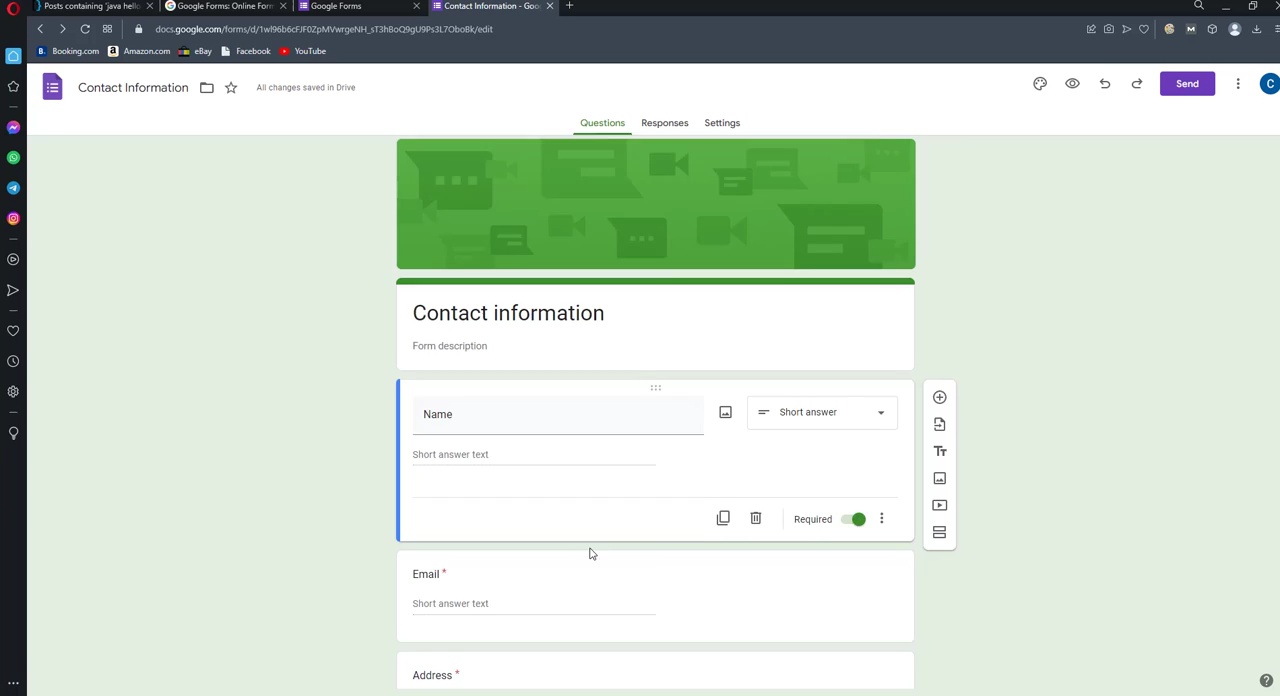 Posts containing 'java hello
Google Forms: Online For
Google Forms
Contact Information - Goo
docs.google.com/forms/d/1wl96b6cFJF0ZpMVwrgeNH_sT3hBoQ9gU9Ps3L7OboBk/edit
B. Booking.com
a Amazon.com
eBay
Facebook
YouTube
Contact Information
All changes saved in Drive
Send
C
Questions
Responses
Settings
Contact information
Form description
Name
Short answer
Short answer text
Required
Email *
Short answer text
Address *